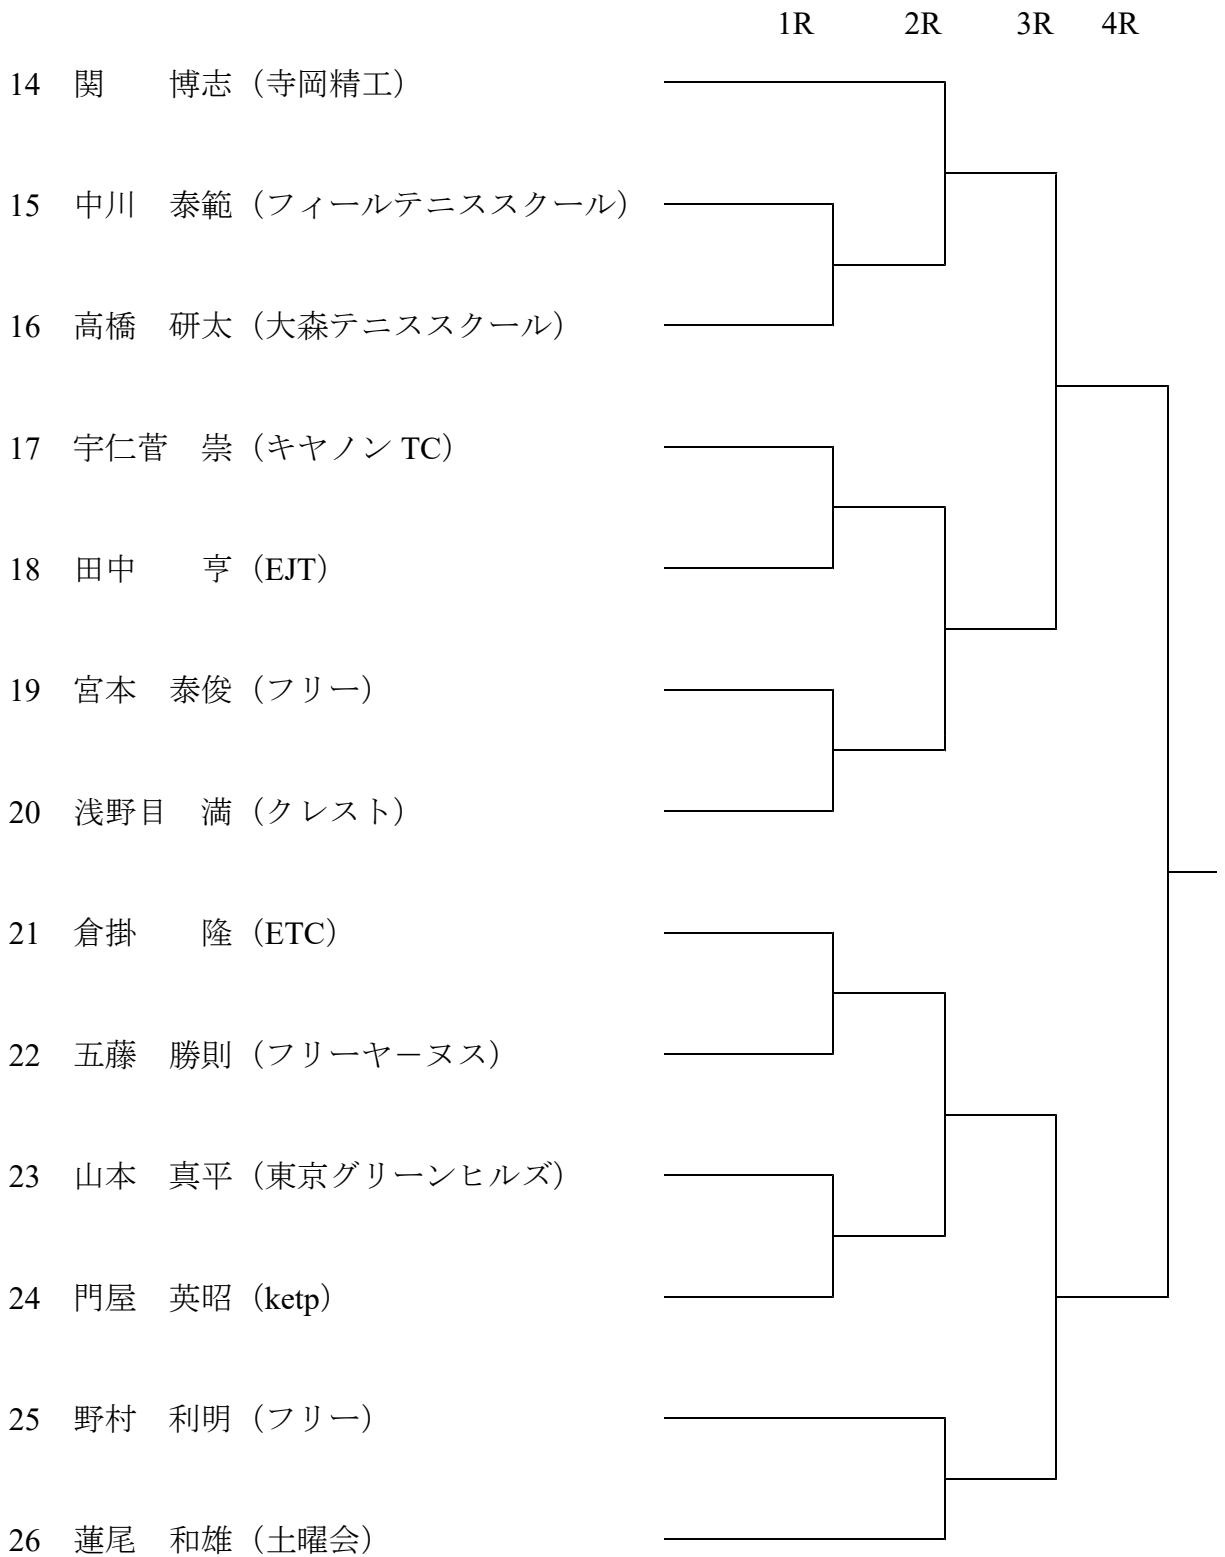 1R 2R 3R 4R
14 関　　博志（寺岡精工）
15 中川　泰範（フィールテニススクール）
16 高橋　研太（大森テニススクール）
17 宇仁菅　崇（キヤノン TC）
18 田中　　亨（EJT）
19 宮本　泰俊（フリー）
20 浅野目　満（クレスト）
21 倉掛　　隆（ETC）
22 五藤　勝則（フリーヤ－ヌス）
23 山本　真平（東京グリーンヒルズ）
24 門屋　英昭（ketp）
25 野村　利明（フリー）
26 蓮尾　和雄（土曜会）